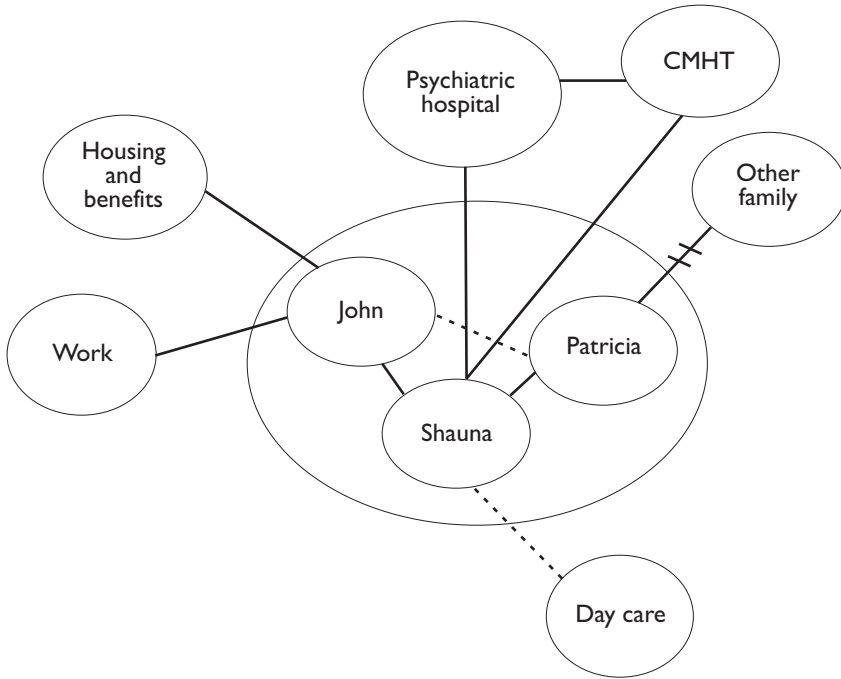 CMHT
Psychiatric
hospital
Housing
and
benefits
Other
family
John
Work
Patricia
Shauna
Day care